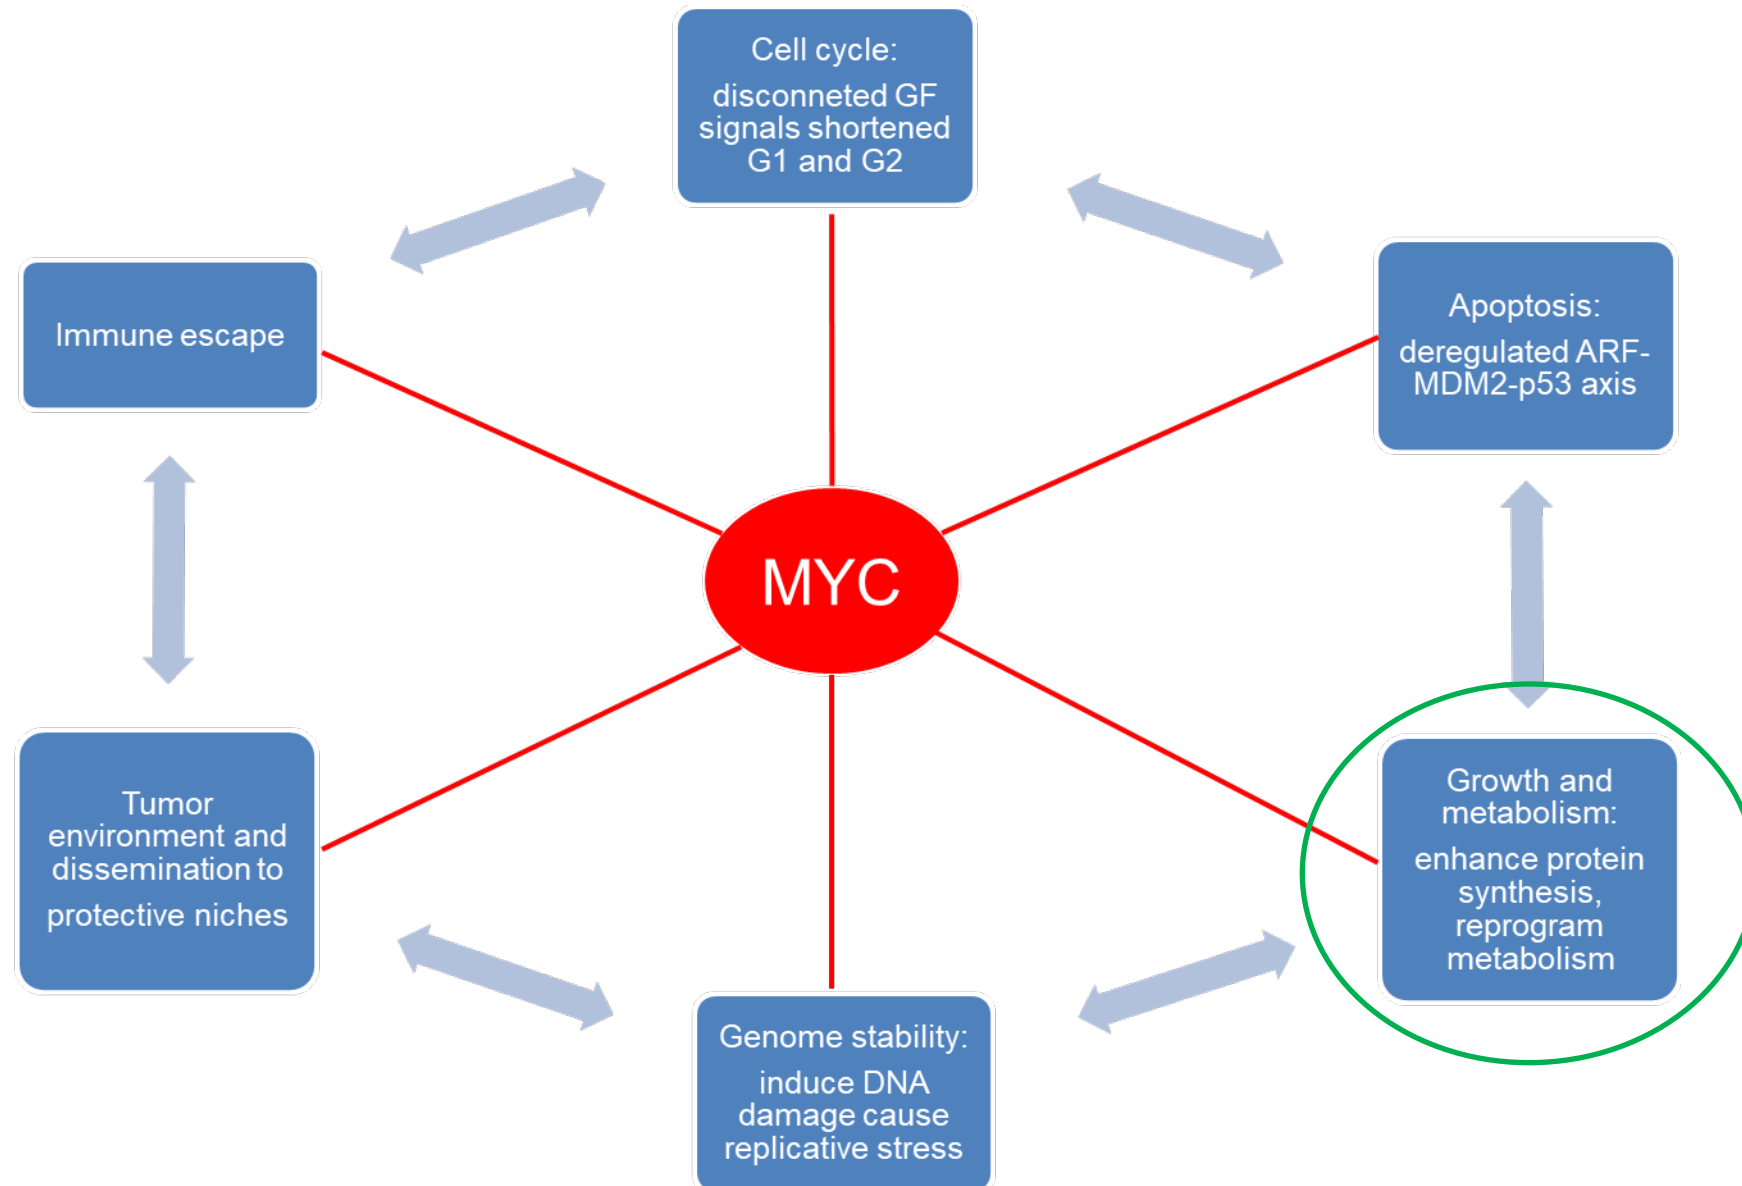 Cell cycle:
disconneted GF
signals shortened
G1 and G2
Immune escape
Apoptosis:
deregulated ARF-
MDM2-p53 axis
MYC
Tumor
environment and
dissemination to
protective niches
Growth and
metabolism:
enhance protein
synthesis,
reprogram
metabolism
Genome stability:
induce DNA
damage cause
replicative stress